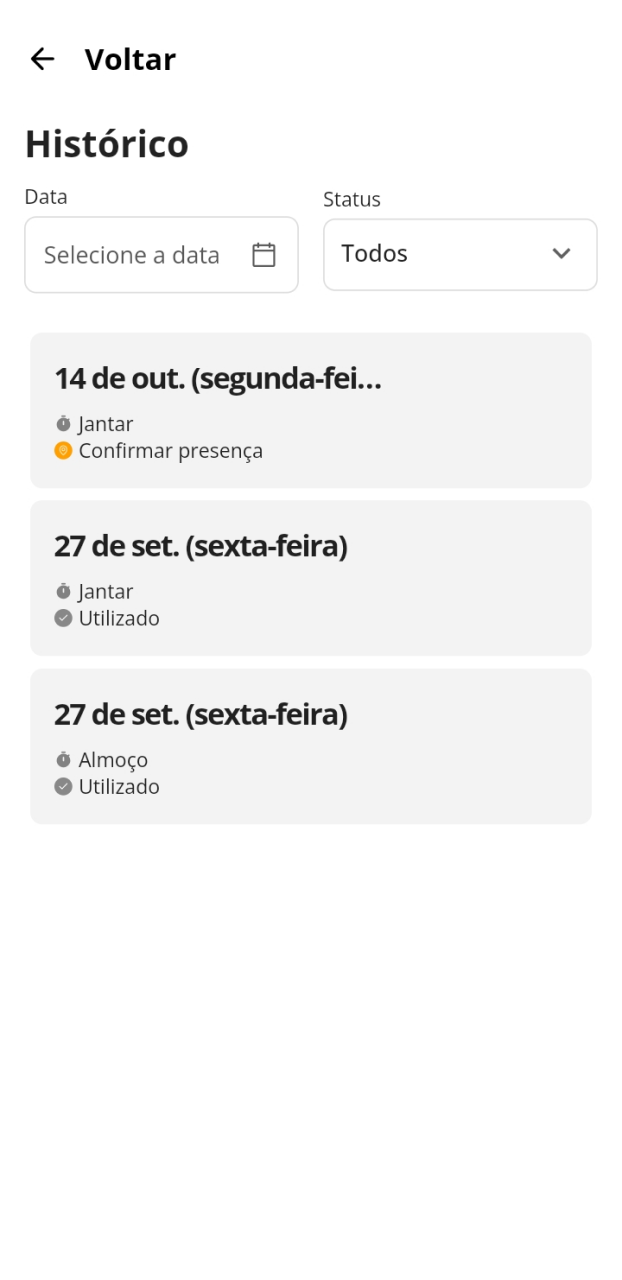 Voltar
Histórico
Data
Status
Selecione a data
Todos
14 de out. (segunda-fei...
Jantar
Confirmar presença
27 de set. (sexta-feira)
Jantar
Utilizado
27 de set. (sexta-feira)
Almoço
Utilizado